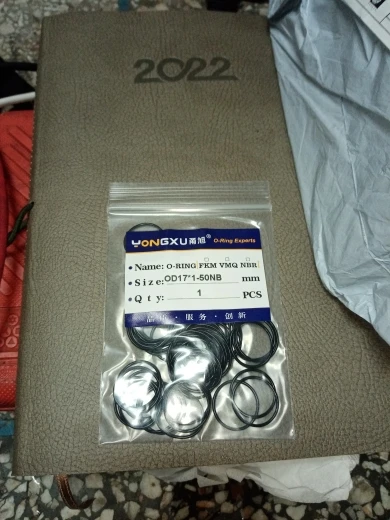 2022
YONGXU甬旭® O-Ring Experts
• Name: O-RING FKM VMQ NBR
• Size: OD17*1-50NB mm
• Qty: 1 PCS
品质 · 服务 · 创新